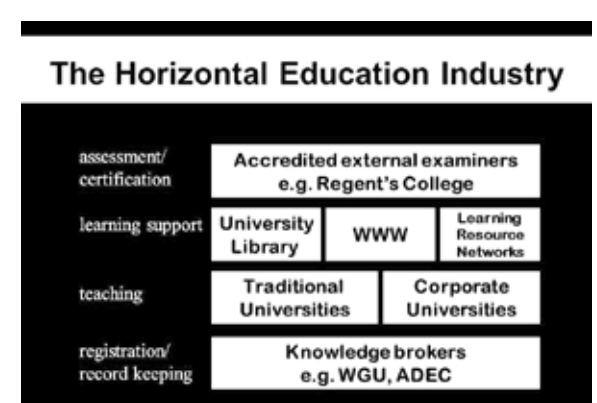 The Horizontal Education Industry
assessment/
certification
Accredited external examiners
e.g. Regent's College
learning support
University
Library
WWW
Learning
Resource
Networks
teaching
Traditional
Universities
Corporate
Universities
registration/
record keeping
Knowledge brokers
e.g. WGU, ADEC